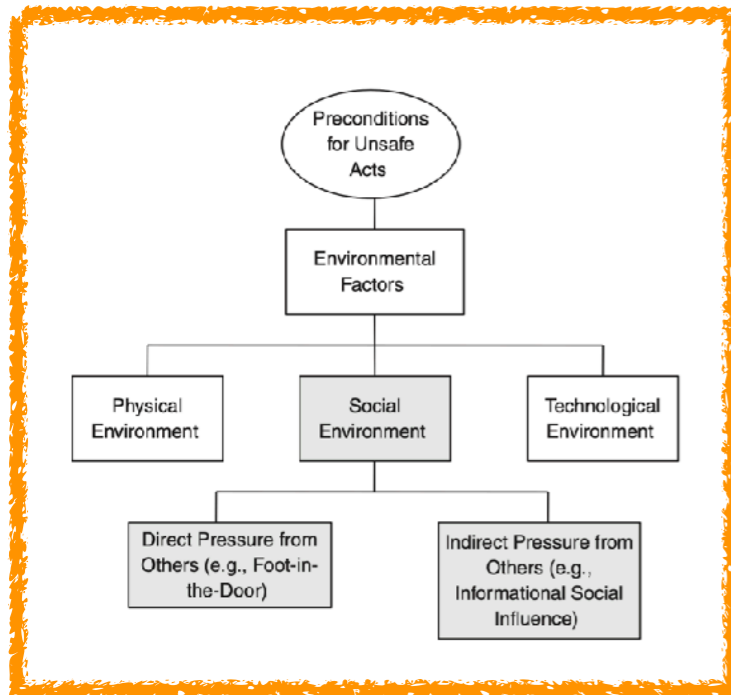 Preconditions
for Unsafe
Acts
Environmental
Factors
Physical
Environment
Social
Environment
Technological
Environment
Direct Pressure from
Others (e.g., Foot-in-
the-Door)
Indirect Pressure from
Others (e.g.,
Informational Social
Influence)